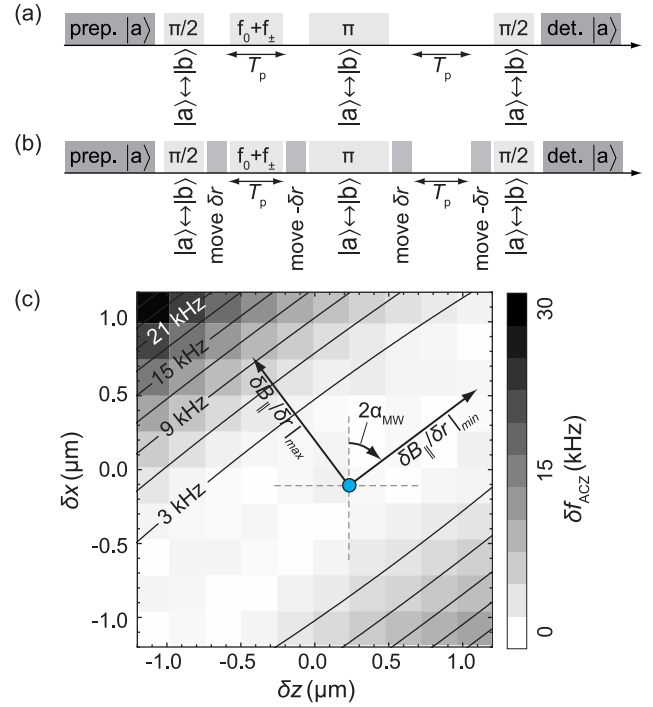 (a)
prep. |a⟩ π/2 f₀+f± π π/2 det. |a⟩
Tₚ Tₚ
|a⟩↔|b⟩ |a⟩↔|b⟩ |a⟩↔|b⟩
(b)
prep. |a⟩ π/2 f₀+f± π π/2 det. |a⟩
Tₚ Tₚ
|a⟩↔|b⟩ move δr move -δr |a⟩↔|b⟩ move δr move -δr |a⟩↔|b⟩
(c)
1.0
0.5
0.0
-0.5
-1.0
δx (μm)
21 kHz
15 kHz
9 kHz
3 kHz
δB∥/δr|max
2αMW
δB∥/δr|min
-1.0 -0.5 0.0 0.5 1.0
δz (μm)
30
15
0
δfACZ (kHz)